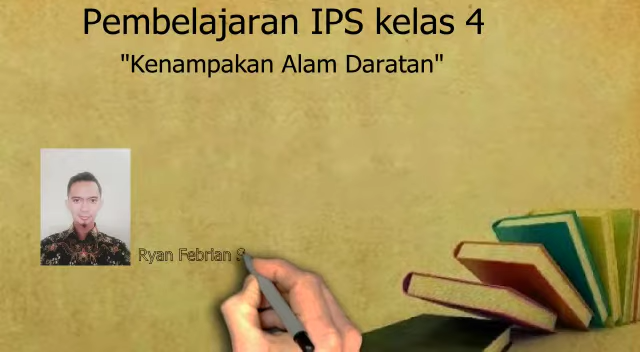 Pembelajaran IPS kelas 4
"Kenampakan Alam Daratan"
Ryan Febrian S